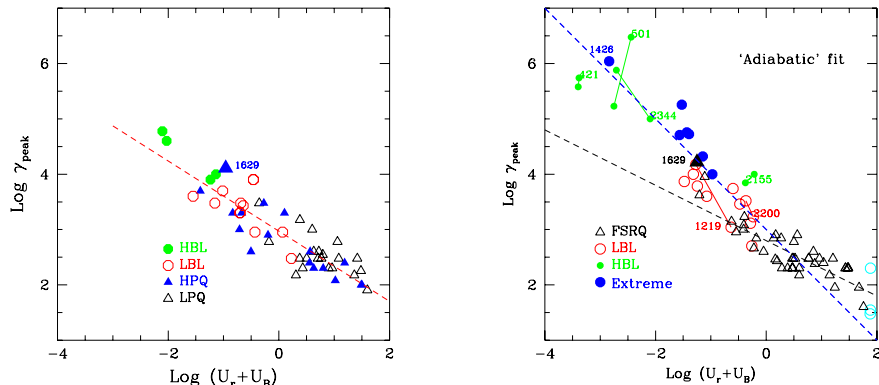 Log γpeak
6
4
2
1629
HBL
LBL
HPQ
LPQ
−4
−2
0
2
Log (Ur+UB)
Log γpeak
6
4
2
501
1426
421
2344
'Adiabatic' fit
1629
2155
2200
1219
FSRQ
LBL
HBL
Extreme
−4
−2
0
2
Log (Ur+UB)